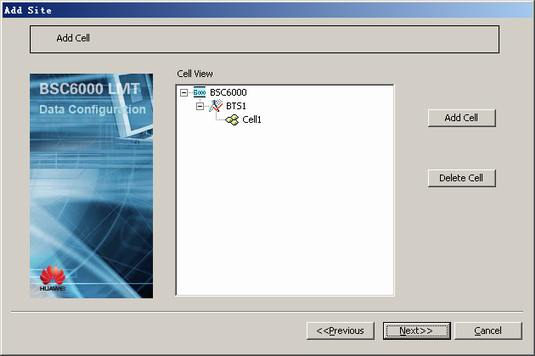 Add Site
Add Cell
BSC6000 LMT
Data Configuration
HUAWEI
Cell View
BSC6000
BTS1
Cell1
Add Cell
Delete Cell
<<Previous
Next>>
Cancel